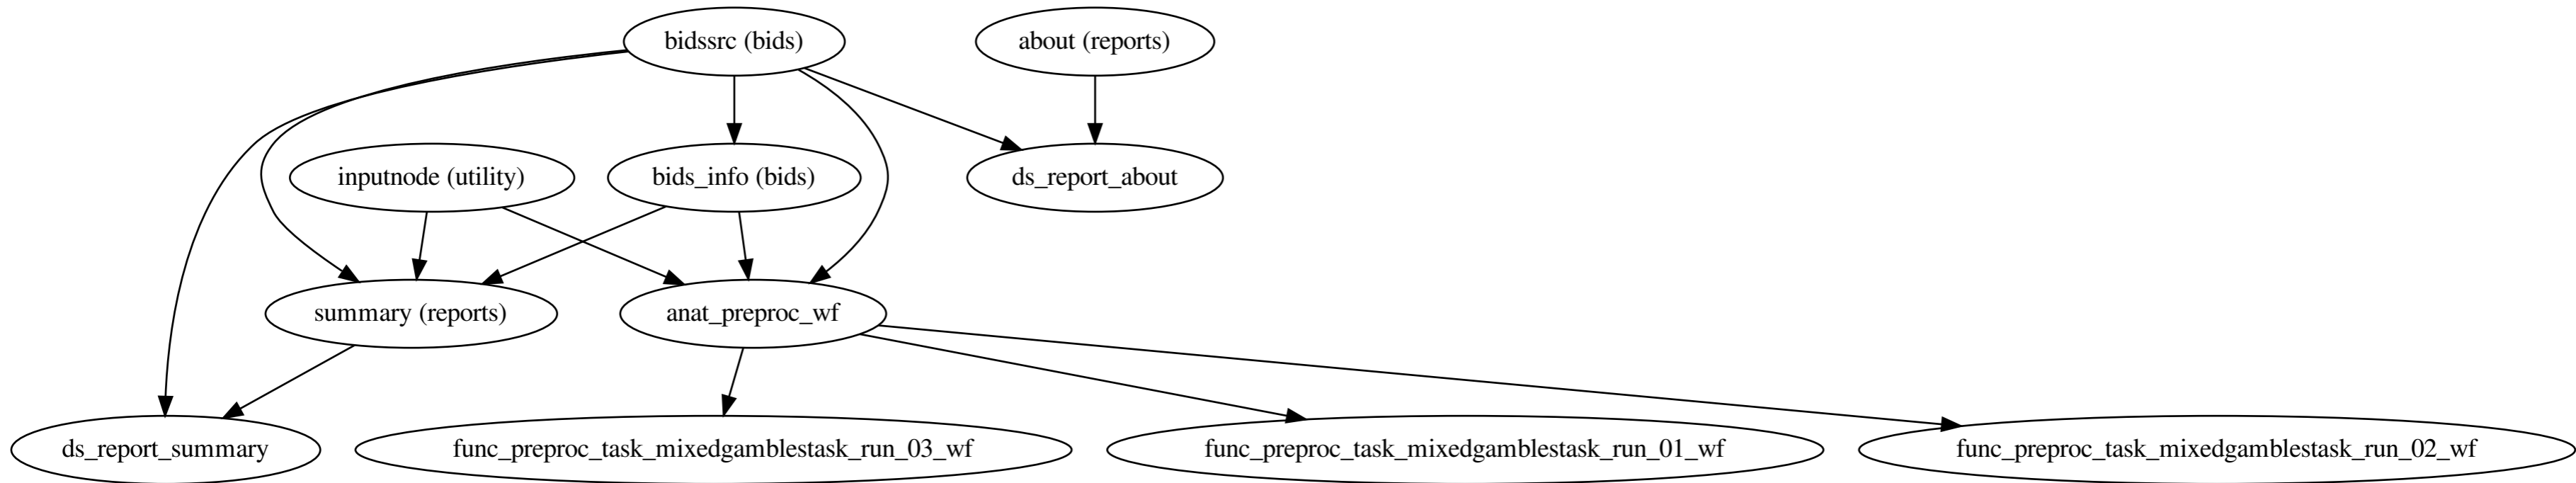 bidssrc (bids)
about (reports)
inputnode (utility)
bids_info (bids)
ds_report_about
summary (reports)
anat_preproc_wf
ds_report_summary
func_preproc_task_mixedgamblestask_run_03_wf
func_preproc_task_mixedgamblestask_run_01_wf
func_preproc_task_mixedgamblestask_run_02_wf